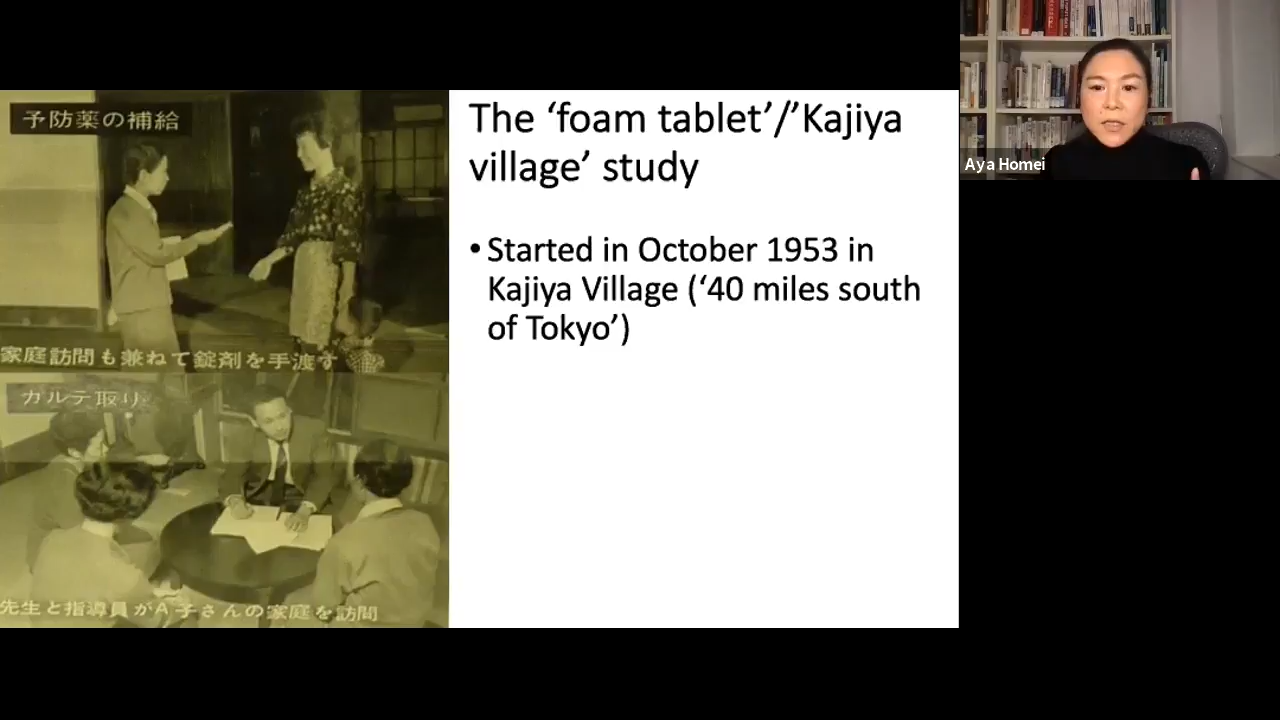 予防薬の補給
家庭訪問も兼ねて錠剤を手渡す
カルテ取り
先生と指導員がA子さんの家庭を訪問
The ‘foam tablet’/’Kajiya
village’ study
• Started in October 1953 in
Kajiya Village (‘40 miles south
of Tokyo’)
Aya Homei